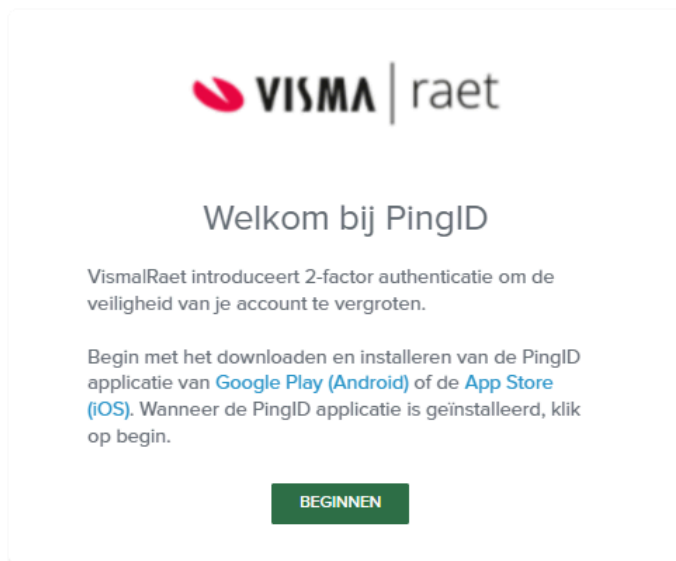 VISMA | raet
Welkom bij PingID
Visma|Raet introduceert 2-factor authenticatie om de
veiligheid van je account te vergroten.
Begin met het downloaden en installeren van de PingID
applicatie van Google Play (Android) of de App Store
(iOS). Wanneer de PingID applicatie is geïnstalleerd, klik
op begin.
BEGINNEN